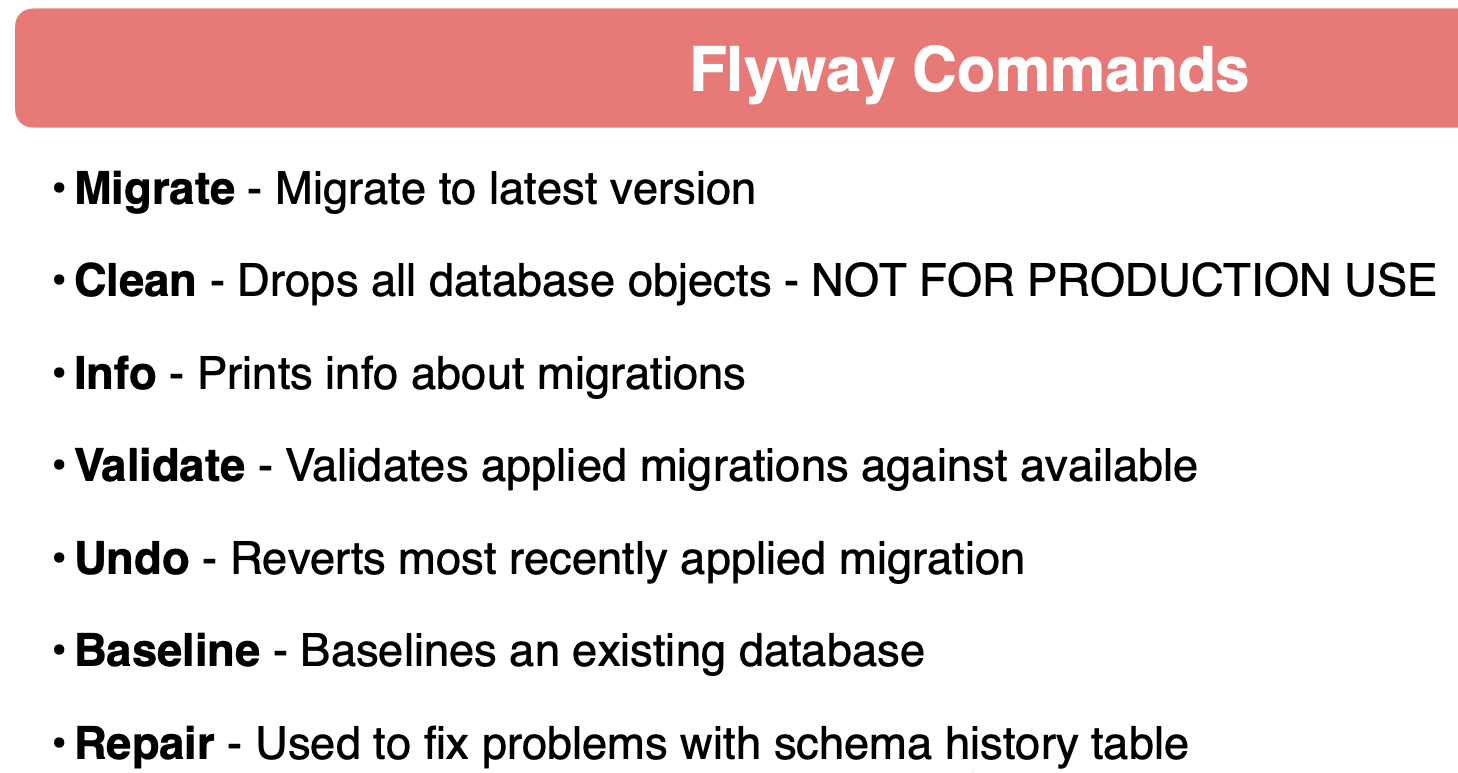 Flyway Commands
• Migrate - Migrate to latest version
• Clean - Drops all database objects - NOT FOR PRODUCTION USE
• Info - Prints info about migrations
• Validate - Validates applied migrations against available
• Undo - Reverts most recently applied migration
• Baseline - Baselines an existing database
• Repair - Used to fix problems with schema history table